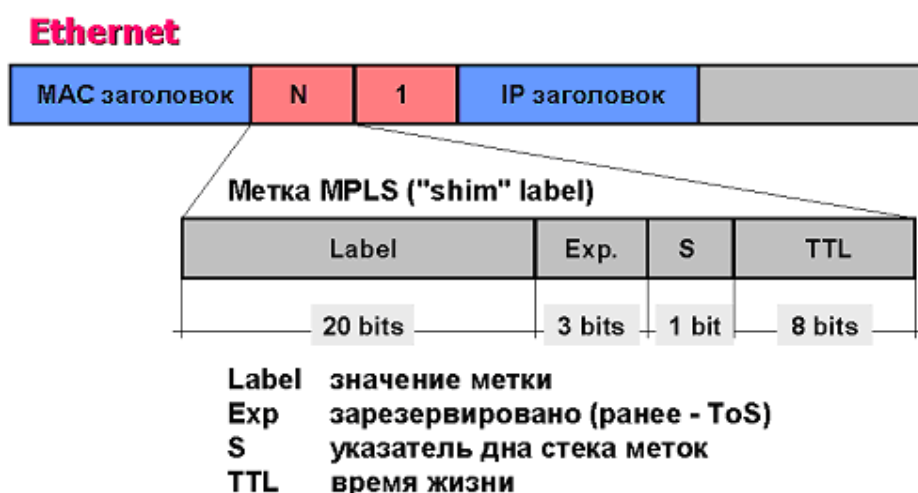 Ethernet
MAC заголовок N 1 IP заголовок
Метка MPLS ("shim" label)
Label Exp. S TTL
20 bits 3 bits 1 bit 8 bits
Label значение метки
Exp зарезервировано (ранее - ToS)
S указатель дна стека меток
TTL время жизни